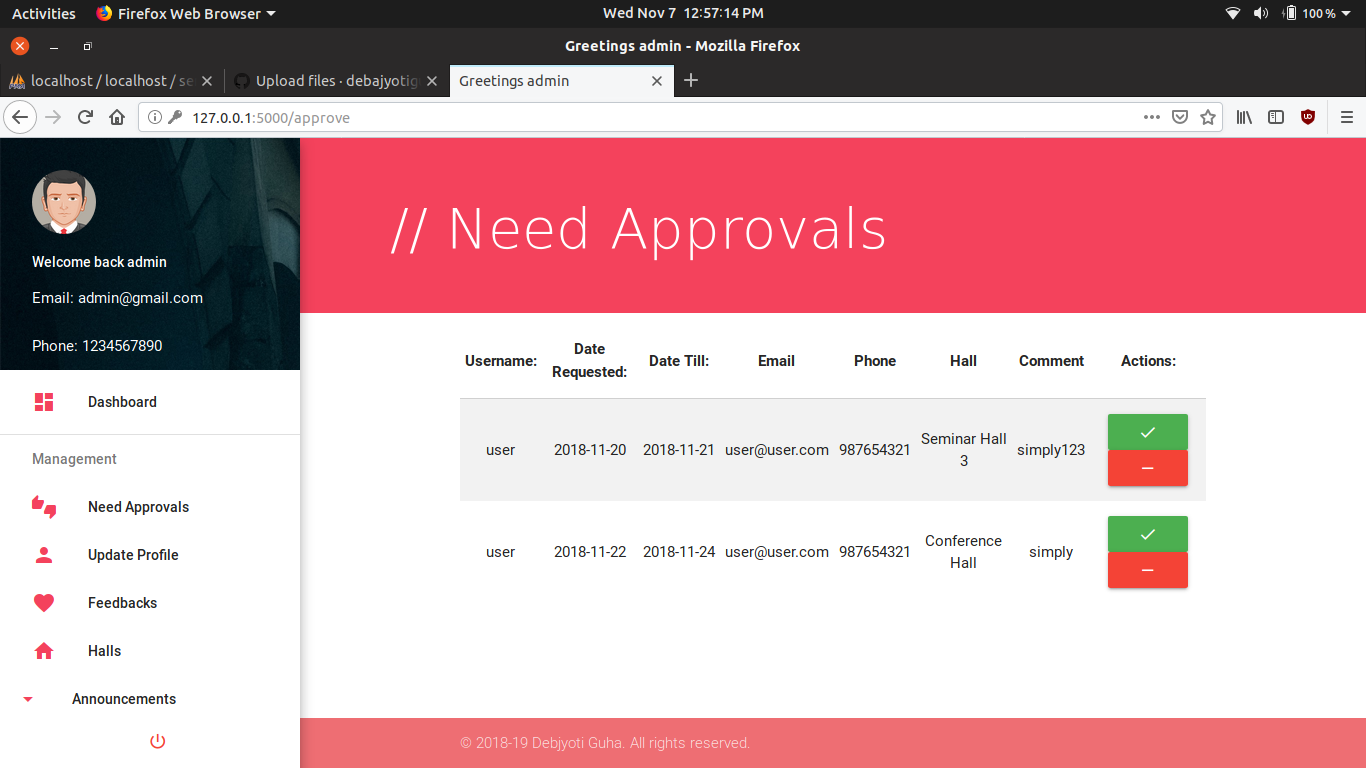 Activities Firefox Web Browser Wed Nov 7 12:57:14 PM 100 %
Greetings admin - Mozilla Firefox
localhost / localhost / se Upload files · debajyotig Greetings admin
127.0.0.1:5000/approve
Welcome back admin
Email: admin@gmail.com
Phone: 1234567890
Dashboard
Management
Need Approvals
Update Profile
Feedbacks
Halls
Announcements
// Need Approvals
Username: Date Requested: Date Till: Email Phone Hall Comment Actions:
user 2018-11-20 2018-11-21 user@user.com 987654321 Seminar Hall 3 simply123
user 2018-11-22 2018-11-24 user@user.com 987654321 Conference Hall simply
© 2018-19 Debjyoti Guha. All rights reserved.